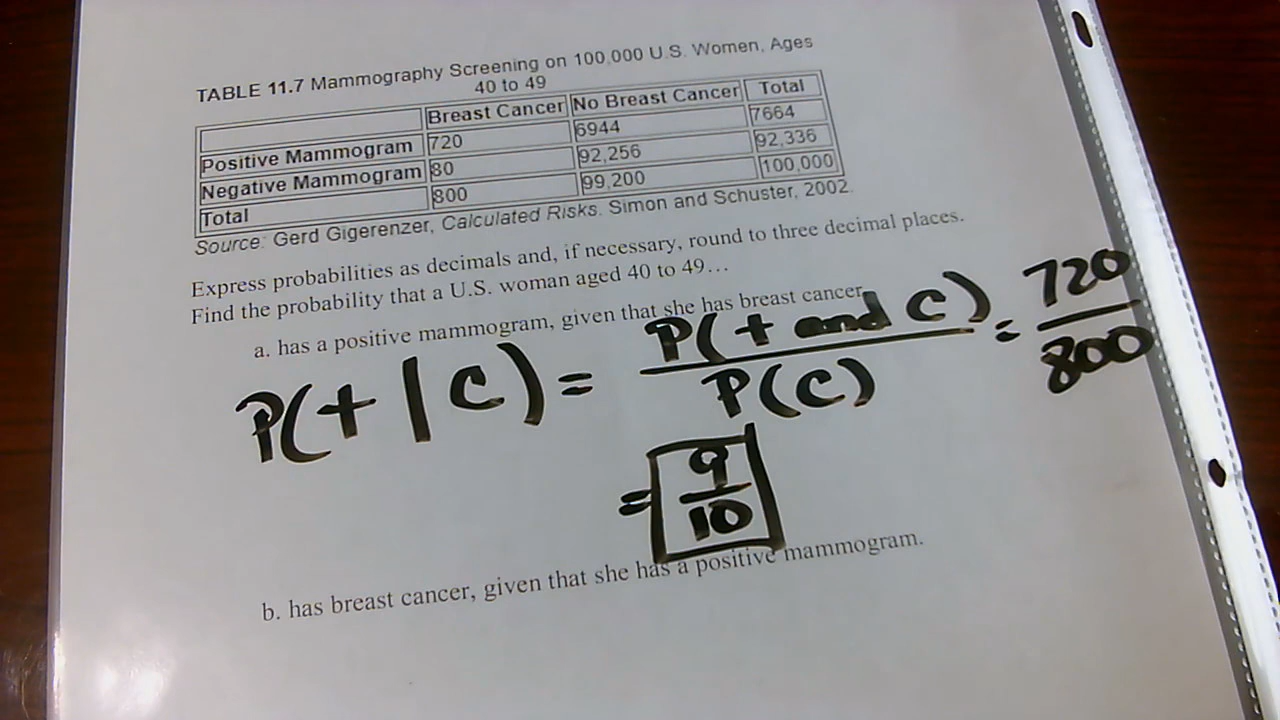 TABLE 11.7 Mammography Screening on 100,000 U.S. Women, Ages
40 to 49
Breast Cancer No Breast Cancer Total
Positive Mammogram 720 6944 7664
Negative Mammogram 80 92,256 92,336
Total 800 99,200 100,000
Source: Gerd Gigerenzer, Calculated Risks. Simon and Schuster, 2002.
Express probabilities as decimals and, if necessary, round to three decimal places.
Find the probability that a U.S. woman aged 40 to 49…
a. has a positive mammogram, given that she has breast cancer.
P(+ | C) = P(+ and C) / P(C) = 720 / 800
= 9 / 10
b. has breast cancer, given that she has a positive mammogram.